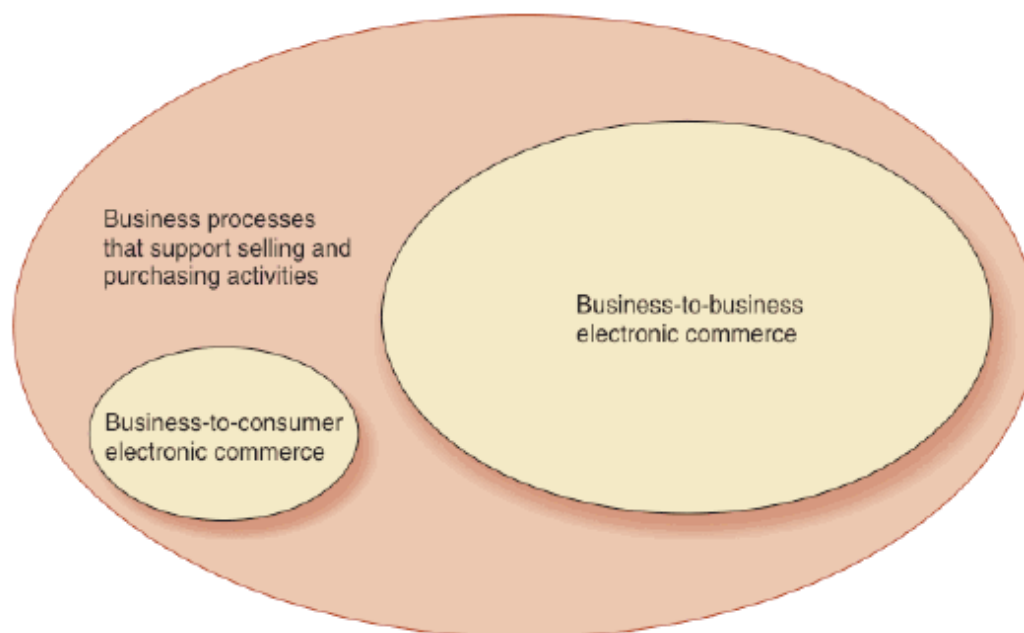 Business processes
that support selling and
purchasing activities
Business-to-business
electronic commerce
Business-to-consumer
electronic commerce